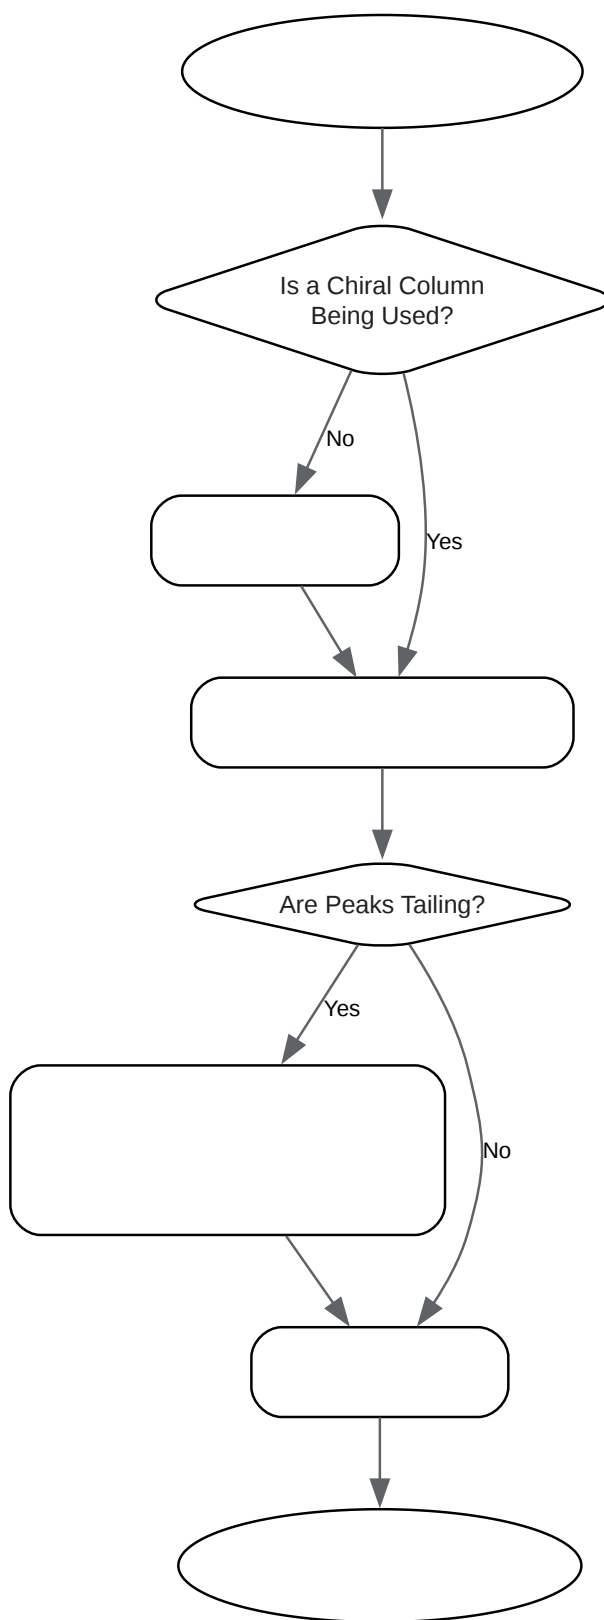 Is a Chiral Column
Being Used?
No
Yes
Are Peaks Tailing?
Yes
No